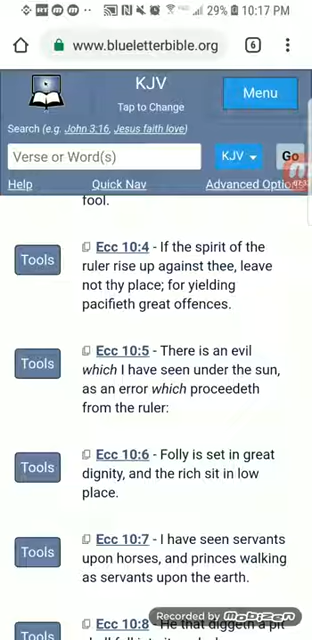 29% 10:17 PM
www.blueletterbible.org 6
KJV
Tap to Change
Menu
Search (e.g. John 3:16, Jesus faith love)
Verse or Word(s) KJV Go
Help Quick Nav Advanced Options
fool.
Tools
Ecc 10:4 - If the spirit of the
ruler rise up against thee, leave
not thy place; for yielding
pacifieth great offences.
Tools
Ecc 10:5 - There is an evil
which I have seen under the sun,
as an error which proceedeth
from the ruler:
Tools
Ecc 10:6 - Folly is set in great
dignity, and the rich sit in low
place.
Tools
Ecc 10:7 - I have seen servants
upon horses, and princes walking
as servants upon the earth.
Tools
Ecc 10:8 - He that diggeth a pit
Recorded by Mobizen